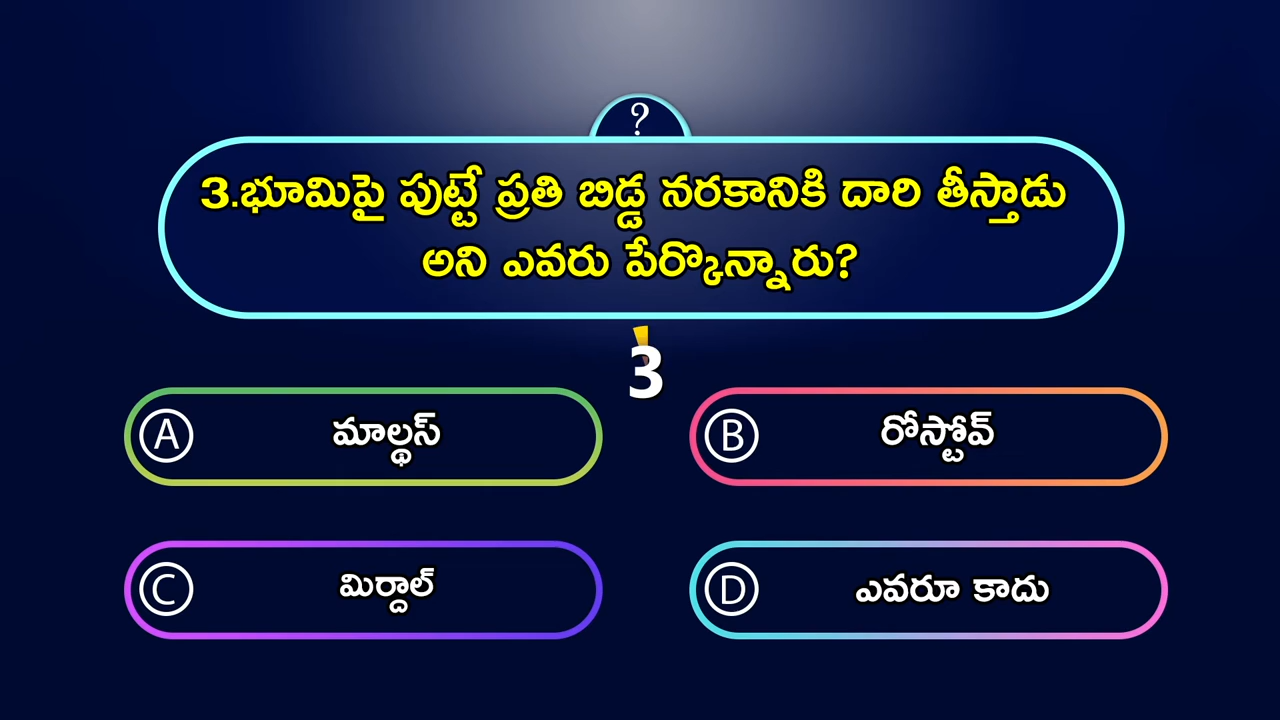 ?
3.భూమిపై పుట్టే ప్రతి బిడ్డ నరకానికి దారి తీస్తాడు
అని ఎవరు పేర్కొన్నారు?
3
A మాల్థస్
B రోస్టోవ్
C మిర్దాల్
D ఎవరూ కాదు